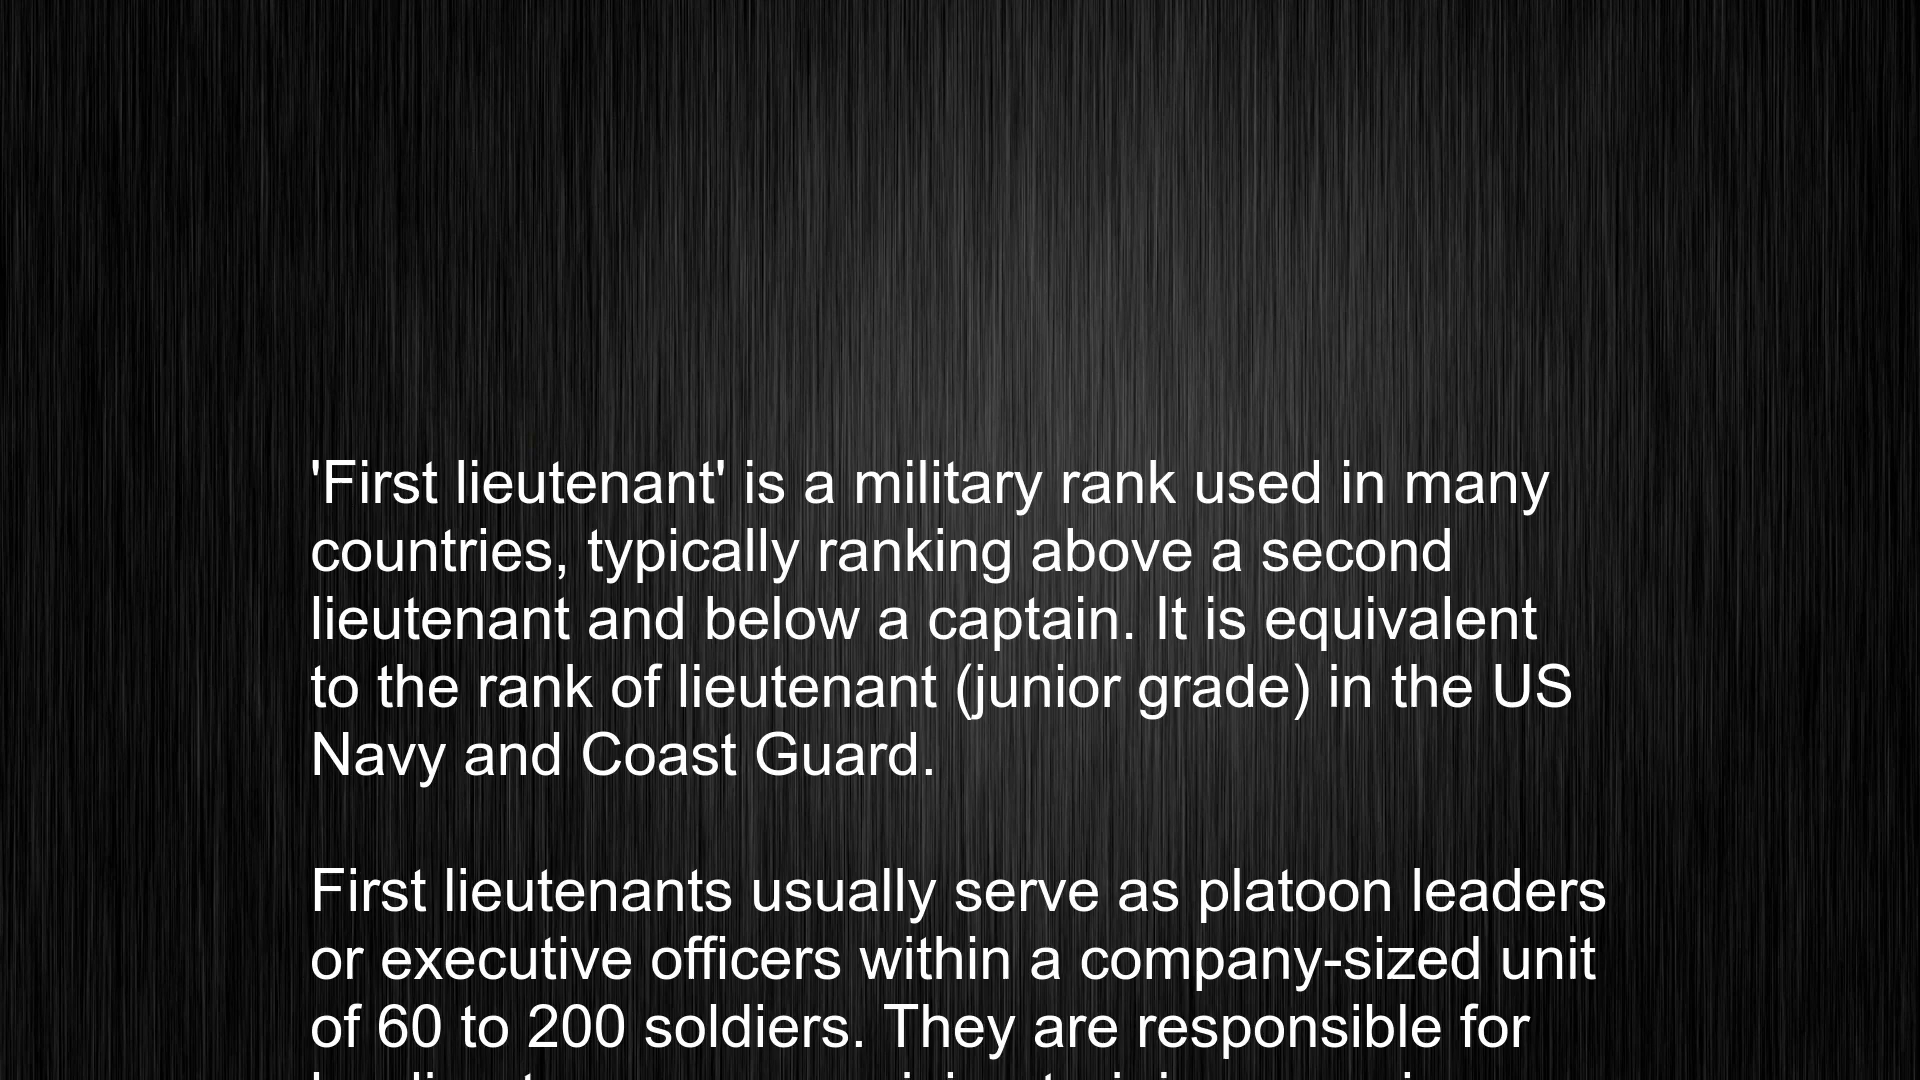 'First lieutenant' is a military rank used in many
countries, typically ranking above a second
lieutenant and below a captain. It is equivalent
to the rank of lieutenant (junior grade) in the US
Navy and Coast Guard.
First lieutenants usually serve as platoon leaders
or executive officers within a company-sized unit
of 60 to 200 soldiers. They are responsible for